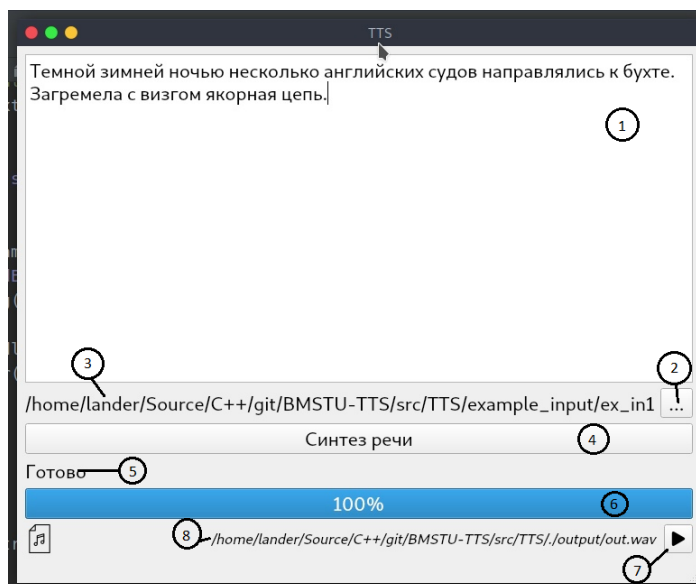 TTS
Темной зимней ночью несколько английских судов направлялись к бухте.
Загремела с визгом якорная цепь.
1
3
2
/home/lander/Source/C++/git/BMSTU-TTS/src/TTS/example_input/ex_in1 ...
Синтез речи 4
Готово 5
100% 6
8 /home/lander/Source/C++/git/BMSTU-TTS/src/TTS/./output/out.wav
7